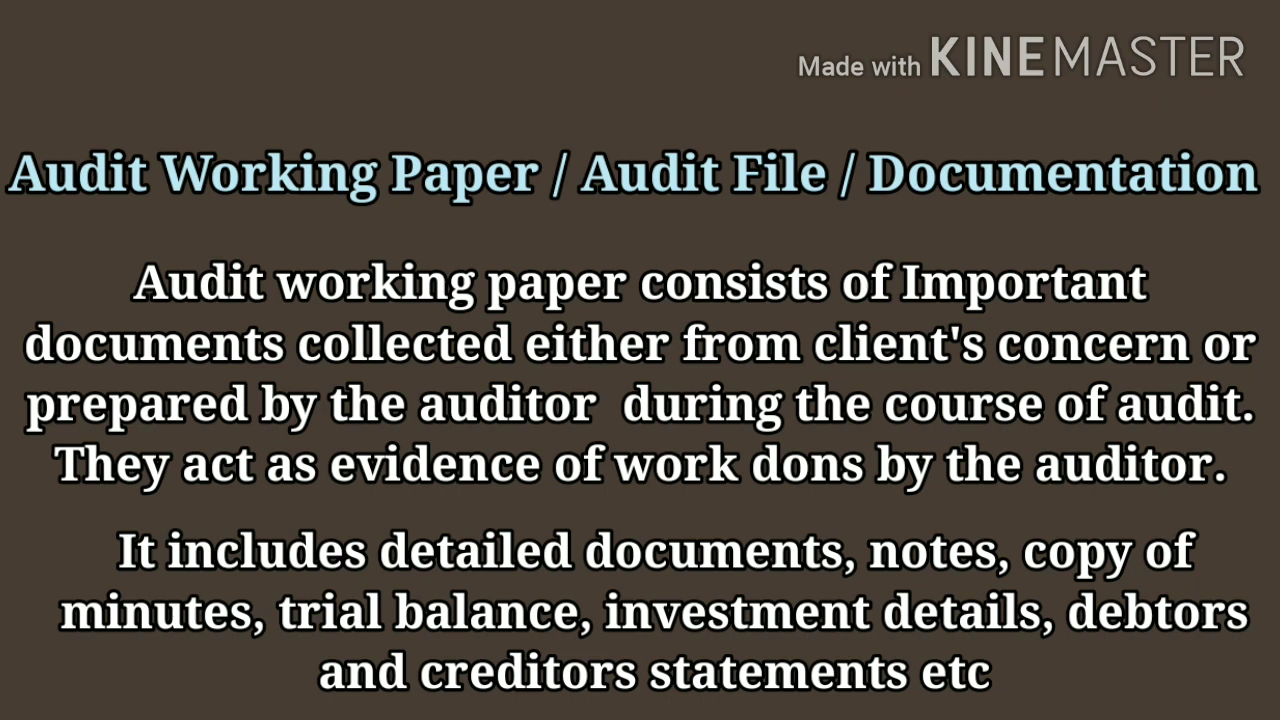 Made with KINEMASTER
Audit Working Paper / Audit File / Documentation
Audit working paper consists of Important
documents collected either from client's concern or
prepared by the auditor  during the course of audit.
They act as evidence of work dons by the auditor.
It includes detailed documents, notes, copy of
minutes, trial balance, investment details, debtors
and creditors statements etc